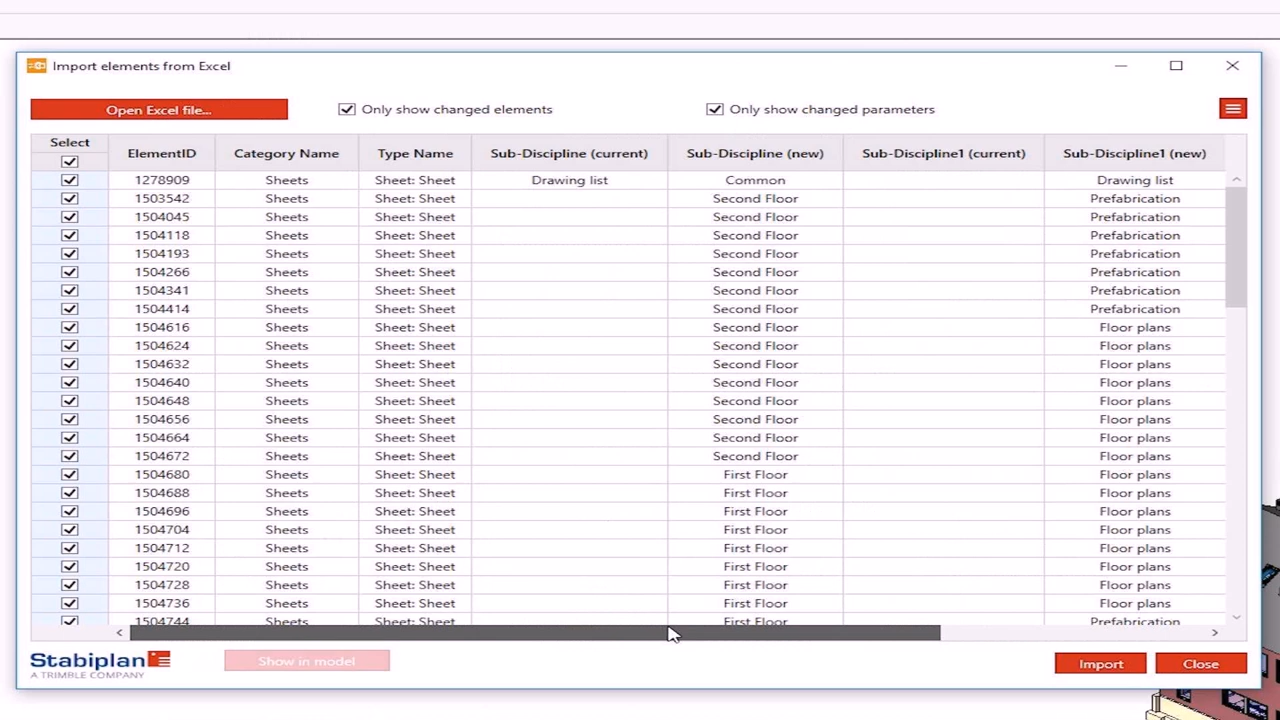 Import elements from Excel
Open Excel file... Only show changed elements Only show changed parameters
Select ElementID Category Name Type Name Sub-Discipline (current) Sub-Discipline (new) Sub-Discipline1 (current) Sub-Discipline1 (new)
1278909 Sheets Sheet: Sheet Drawing list Common Drawing list
1503542 Sheets Sheet: Sheet Second Floor Prefabrication
1504045 Sheets Sheet: Sheet Second Floor Prefabrication
1504118 Sheets Sheet: Sheet Second Floor Prefabrication
1504193 Sheets Sheet: Sheet Second Floor Prefabrication
1504266 Sheets Sheet: Sheet Second Floor Prefabrication
1504341 Sheets Sheet: Sheet Second Floor Prefabrication
1504414 Sheets Sheet: Sheet Second Floor Prefabrication
1504616 Sheets Sheet: Sheet Second Floor Floor plans
1504624 Sheets Sheet: Sheet Second Floor Floor plans
1504632 Sheets Sheet: Sheet Second Floor Floor plans
1504640 Sheets Sheet: Sheet Second Floor Floor plans
1504648 Sheets Sheet: Sheet Second Floor Floor plans
1504656 Sheets Sheet: Sheet Second Floor Floor plans
1504664 Sheets Sheet: Sheet Second Floor Floor plans
1504672 Sheets Sheet: Sheet Second Floor Floor plans
1504680 Sheets Sheet: Sheet First Floor Floor plans
1504688 Sheets Sheet: Sheet First Floor Floor plans
1504696 Sheets Sheet: Sheet First Floor Floor plans
1504704 Sheets Sheet: Sheet First Floor Floor plans
1504712 Sheets Sheet: Sheet First Floor Floor plans
1504720 Sheets Sheet: Sheet First Floor Floor plans
1504728 Sheets Sheet: Sheet First Floor Floor plans
1504736 Sheets Sheet: Sheet First Floor Floor plans
1504744 Sheets Sheet: Sheet First Floor Prefabrication
Stabiplan Show in model Import Close
A TRIMBLE COMPANY